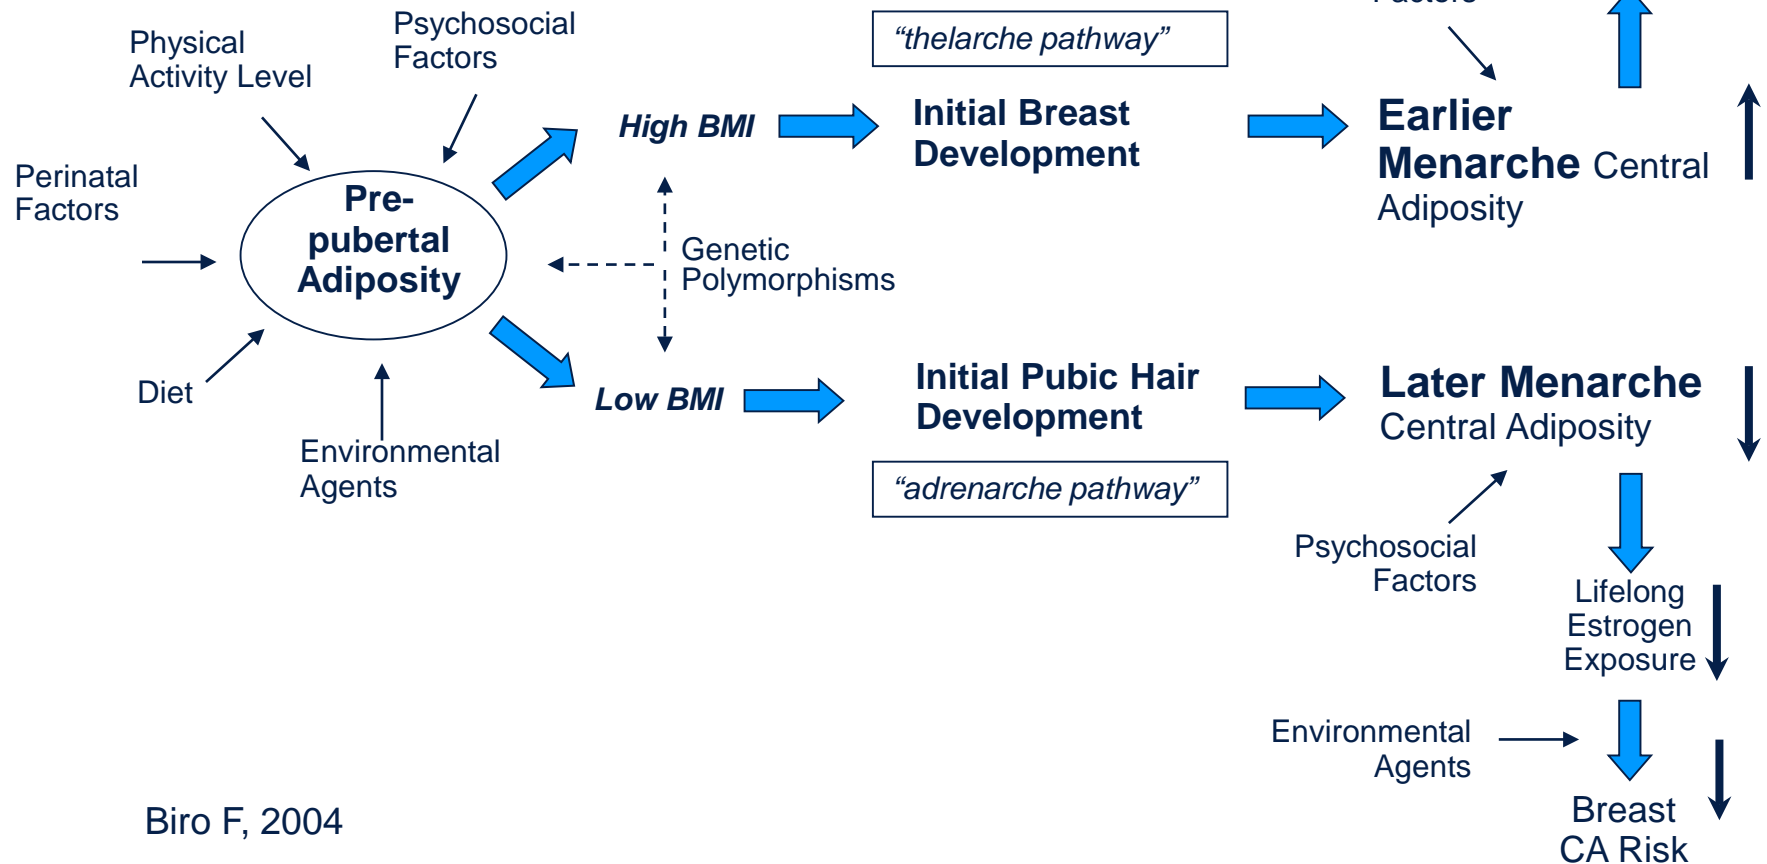 Factors
Psychosocial
Factors
Physical
Activity Level
"thelarche pathway"
High BMI
Initial Breast
Development
Earlier
Menarche Central
Adiposity
Perinatal
Factors
Pre-
pubertal
Adiposity
Genetic
Polymorphisms
Diet
Environmental
Agents
Low BMI
Initial Pubic Hair
Development
Later Menarche
Central Adiposity
"adrenarche pathway"
Psychosocial
Factors
Lifelong
Estrogen
Exposure
Environmental
Agents
Breast
CA Risk
Biro F, 2004